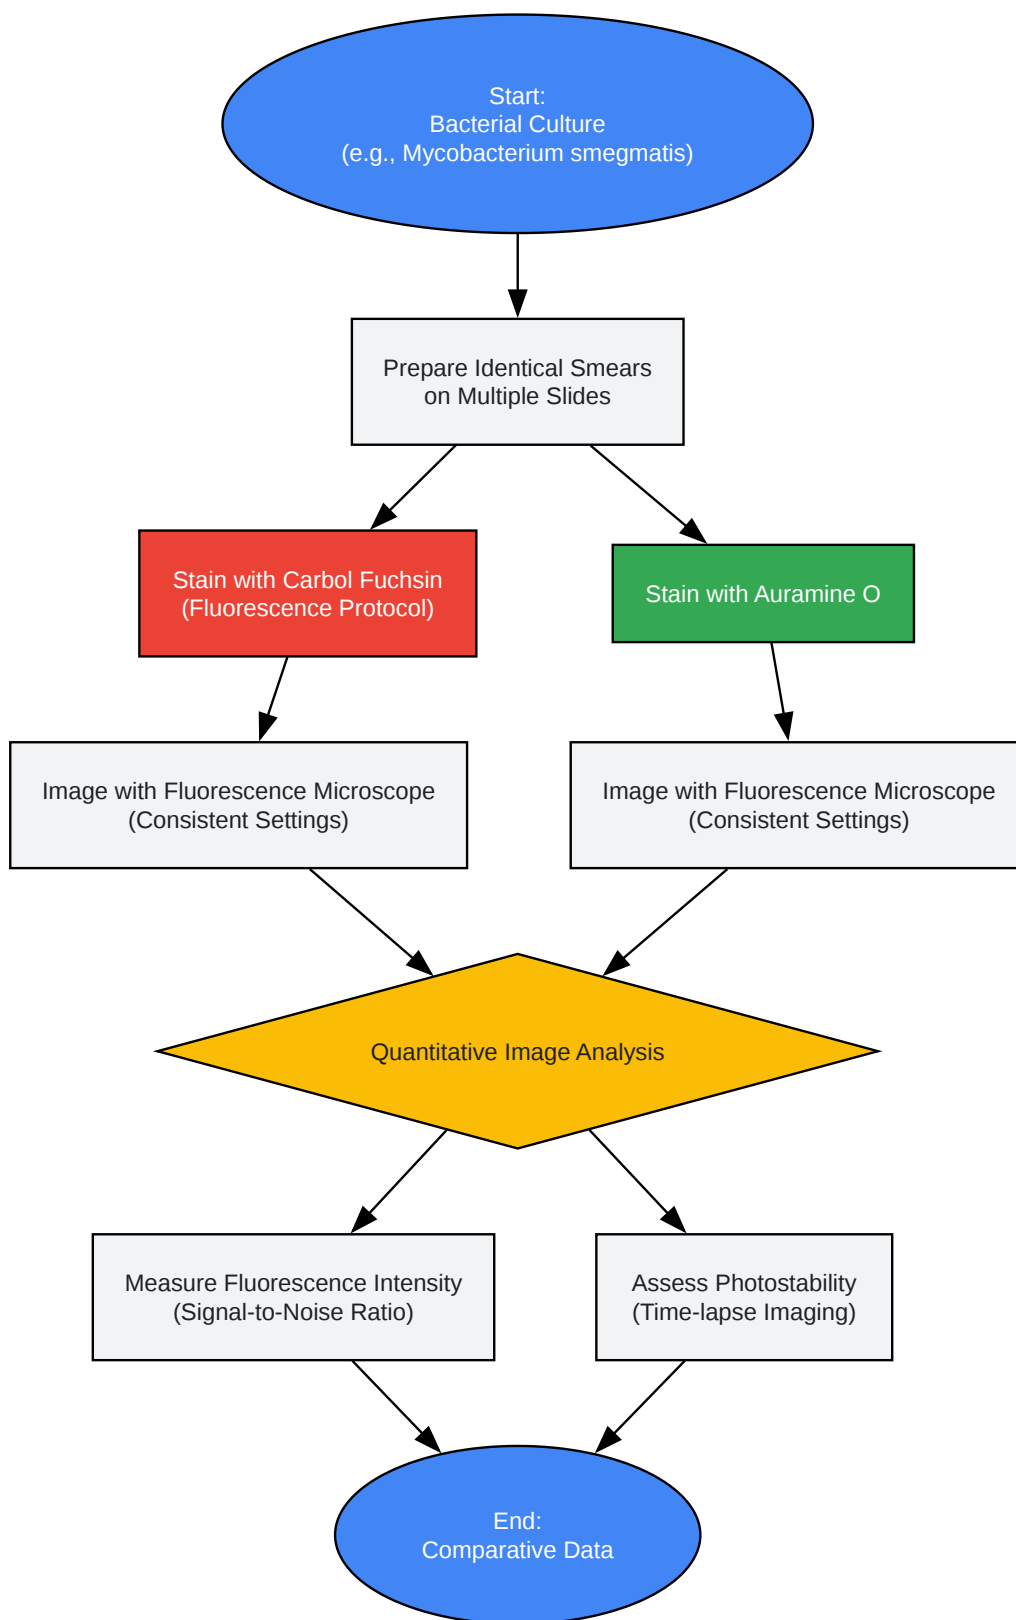 Start:
Bacterial Culture
(e.g., Mycobacterium smegmatis)
Prepare Identical Smears
on Multiple Slides
Stain with Carbol Fuchsin
(Fluorescence Protocol)
Stain with Auramine O
Image with Fluorescence Microscope
(Consistent Settings)
Image with Fluorescence Microscope
(Consistent Settings)
Quantitative Image Analysis
Measure Fluorescence Intensity
(Signal-to-Noise Ratio)
Assess Photostability
(Time-lapse Imaging)
End:
Comparative Data